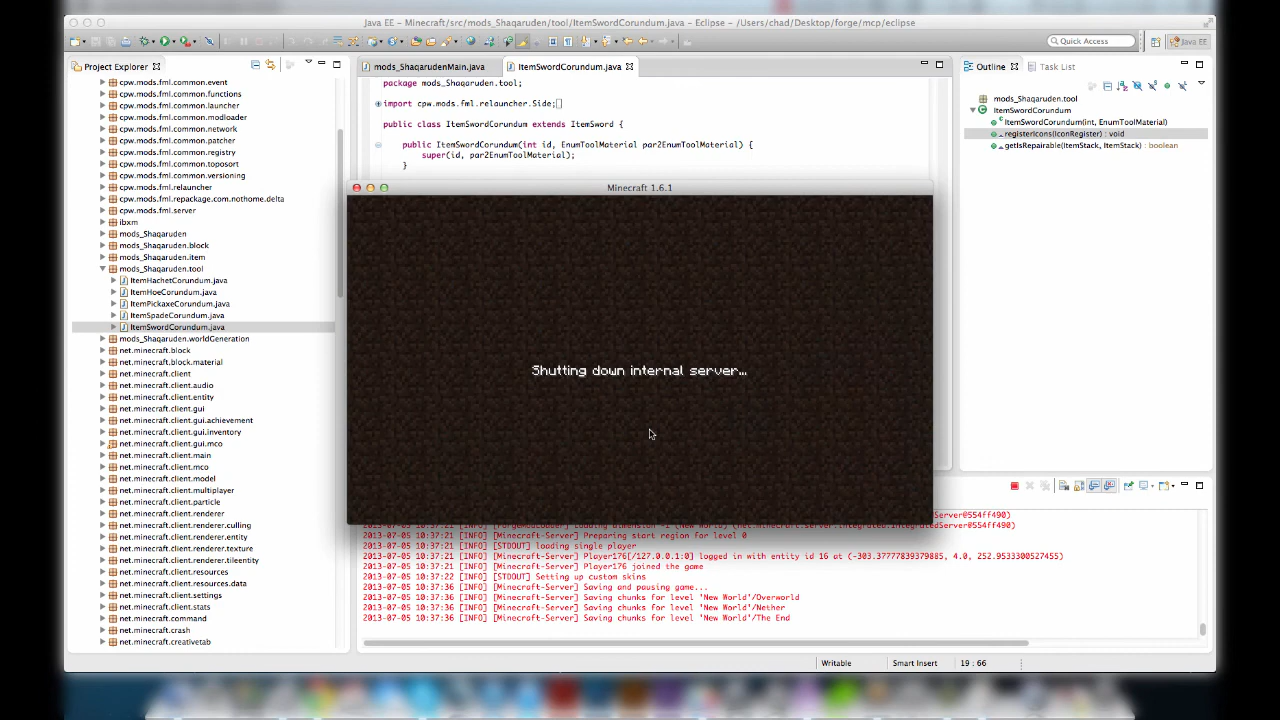 Java EE - Minecraft/src/mods_Shaqaruden/tool/ItemSwordCorundum.java - Eclipse - /Users/chad/Desktop/forge/mcp/eclipse
Quick Access
Java EE
Project Explorer
cpw.mods.fml.common.event
cpw.mods.fml.common.functions
cpw.mods.fml.common.launcher
cpw.mods.fml.common.modloader
cpw.mods.fml.common.network
cpw.mods.fml.common.patcher
cpw.mods.fml.common.registry
cpw.mods.fml.common.toposort
cpw.mods.fml.common.versioning
cpw.mods.fml.relauncher
cpw.mods.fml.repackage.com.nothome.delta
cpw.mods.fml.server
ibxm
mods_Shaqaruden
mods_Shaqaruden.block
mods_Shaqaruden.item
mods_Shaqaruden.tool
ItemHachetCorundum.java
ItemHoeCorundum.java
ItemPickaxeCorundum.java
ItemSpadeCorundum.java
ItemSwordCorundum.java
mods_Shaqaruden.worldGeneration
net.minecraft.block
net.minecraft.block.material
net.minecraft.client
net.minecraft.client.audio
net.minecraft.client.entity
net.minecraft.client.gui
net.minecraft.client.gui.achievement
net.minecraft.client.gui.inventory
net.minecraft.client.gui.mco
net.minecraft.client.main
net.minecraft.client.mco
net.minecraft.client.model
net.minecraft.client.multiplayer
net.minecraft.client.particle
net.minecraft.client.renderer
net.minecraft.client.renderer.culling
net.minecraft.client.renderer.entity
net.minecraft.client.renderer.texture
net.minecraft.client.renderer.tileentity
net.minecraft.client.resources
net.minecraft.client.resources.data
net.minecraft.client.settings
net.minecraft.client.stats
net.minecraft.command
net.minecraft.crash
net.minecraft.creativetab
mods_ShaqarudenMain.java
ItemSwordCorundum.java
package mods_Shaqaruden.tool;
import cpw.mods.fml.relauncher.Side;
public class ItemSwordCorundum extends ItemSword {
public ItemSwordCorundum(int id, EnumToolMaterial par2EnumToolMaterial) {
super(id, par2EnumToolMaterial);
}
Minecraft 1.6.1
Shutting down internal server...
Outline
Task List
mods_Shaqaruden.tool
ItemSwordCorundum
ItemSwordCorundum(int, EnumToolMaterial)
registerIcons(IconRegister) : void
getIsRepairable(ItemStack, ItemStack) : boolean
2013-07-05 10:37:21 [INFO] [ForgeModLoader] Loading dimension -1 (New World) (net.minecraft.server.integrated.IntegratedServer@554ff490)
2013-07-05 10:37:21 [INFO] [Minecraft-Server] Preparing start region for level 0
2013-07-05 10:37:21 [INFO] [STDOUT] loading single player
2013-07-05 10:37:21 [INFO] [Minecraft-Server] Player176[/127.0.0.1:0] logged in with entity id 16 at (-303.37777839379885, 4.0, 252.9533300527455)
2013-07-05 10:37:21 [INFO] [Minecraft-Server] Player176 joined the game
2013-07-05 10:37:22 [INFO] [STDOUT] Setting up custom skins
2013-07-05 10:37:36 [INFO] [Minecraft-Server] Saving and pausing game...
2013-07-05 10:37:36 [INFO] [Minecraft-Server] Saving chunks for level 'New World'/Overworld
2013-07-05 10:37:36 [INFO] [Minecraft-Server] Saving chunks for level 'New World'/Nether
2013-07-05 10:37:36 [INFO] [Minecraft-Server] Saving chunks for level 'New World'/The End
Writable
Smart Insert
19 : 66